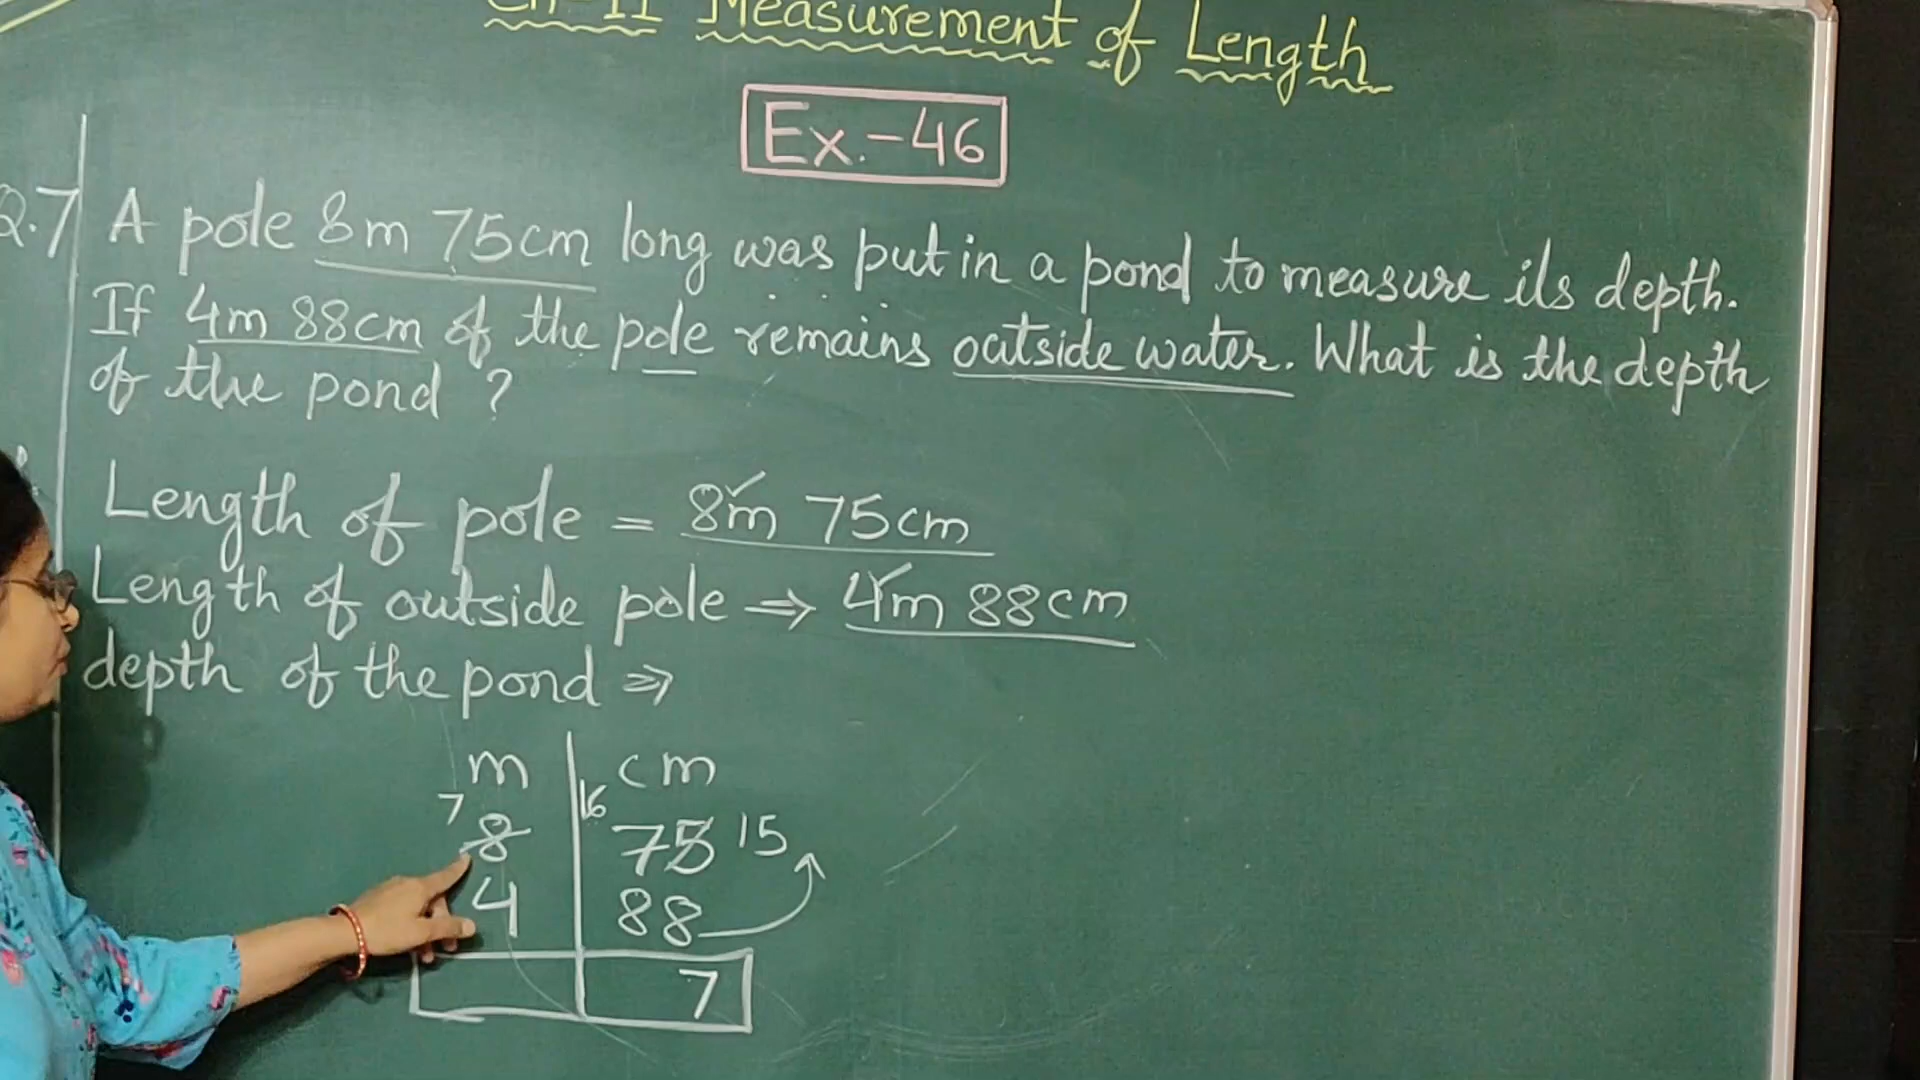 Ch-11 Measurement of Length
Ex.-46
Q.7 A pole 8m 75cm long was put in a pond to measure its depth.
If 4m 88cm of the pole remains outside water. What is the depth
of the pond ?
Length of pole = 8m 75cm
Length of outside pole ⇒ 4m 88cm
depth of the pond ⇒
m cm
7 16
8 75 15
4 88
7